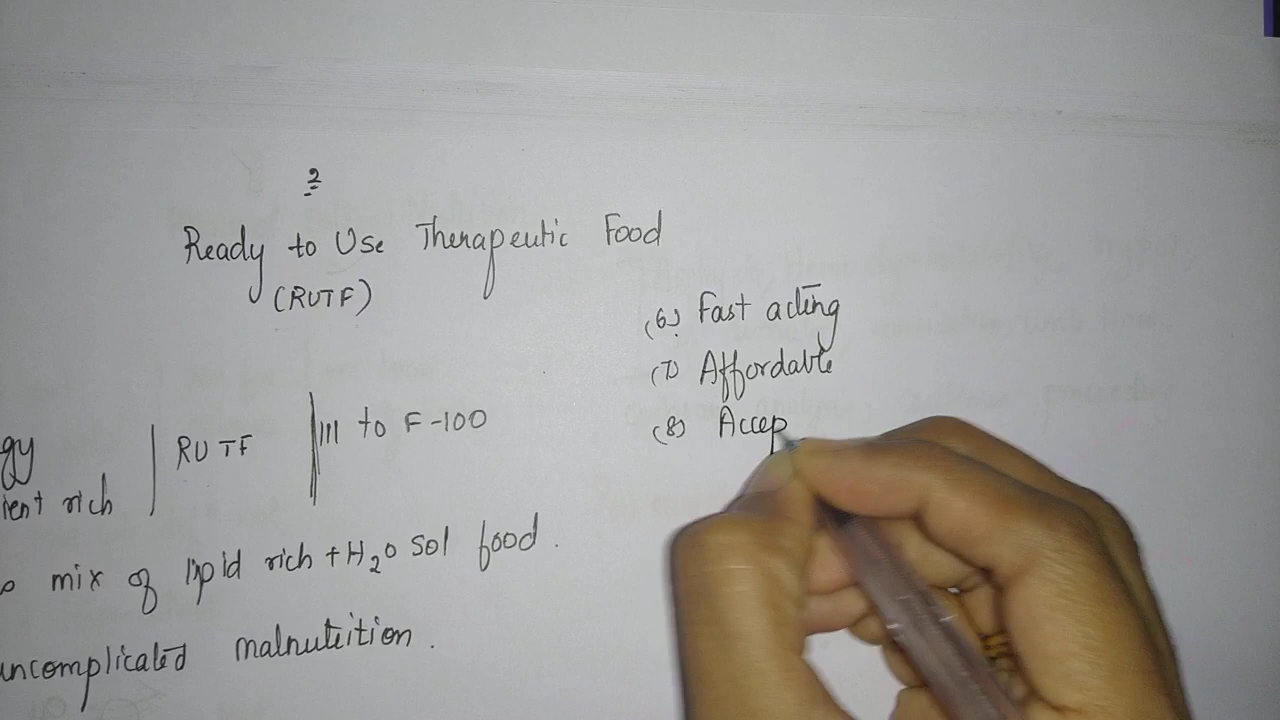 2
Ready to Use Therapeutic Food
(RUTF)
(6) Fast acting
(7) Affordable
(8) Accep
gy
ient rich
RUTF
||| to F-100
mix of lipid rich + H₂O sol food.
uncomplicated malnutrition.